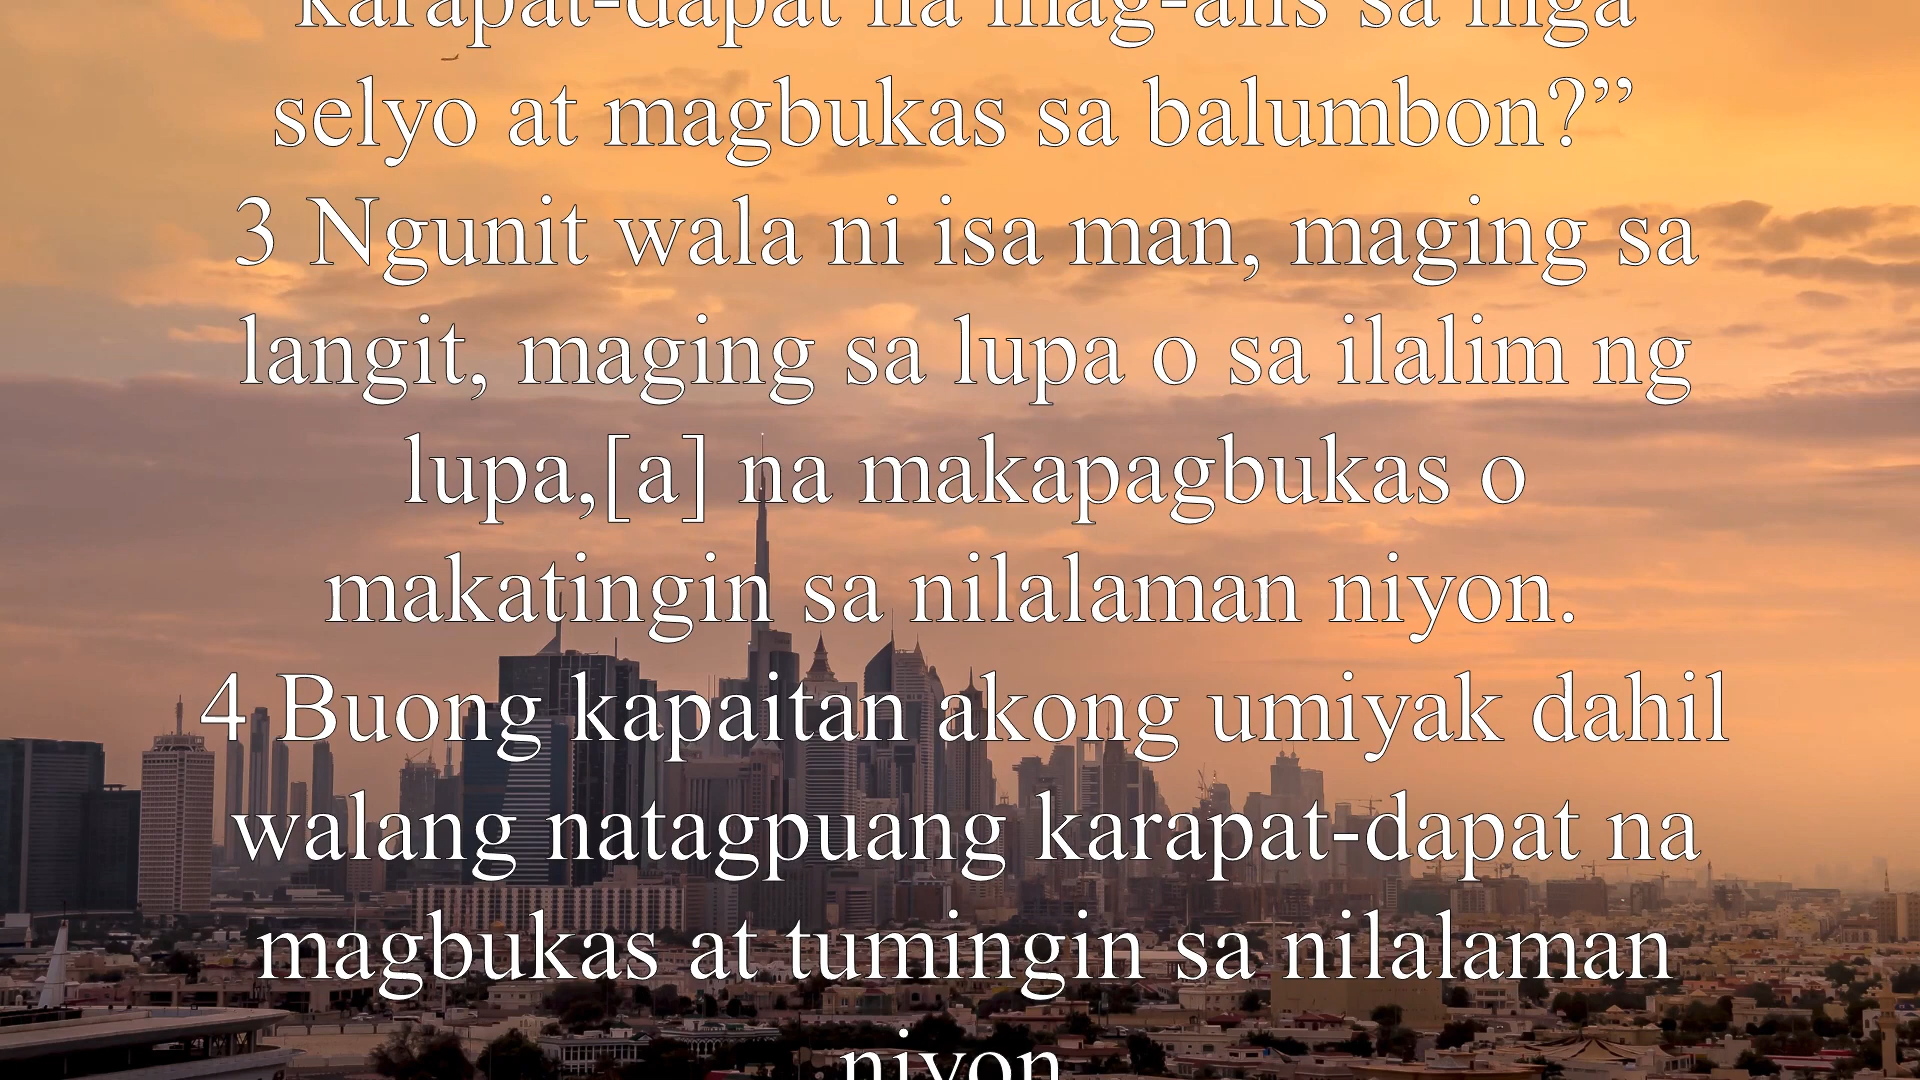 karapat-dapat na mag-alis sa mga
selyo at magbukas sa balumbon?”
3 Ngunit wala ni isa man, maging sa
langit, maging sa lupa o sa ilalim ng
lupa,[a] na makapagbukas o
makatingin sa nilalaman niyon.
4 Buong kapaitan akong umiyak dahil
walang natagpuang karapat-dapat na
magbukas at tumingin sa nilalaman
niyon